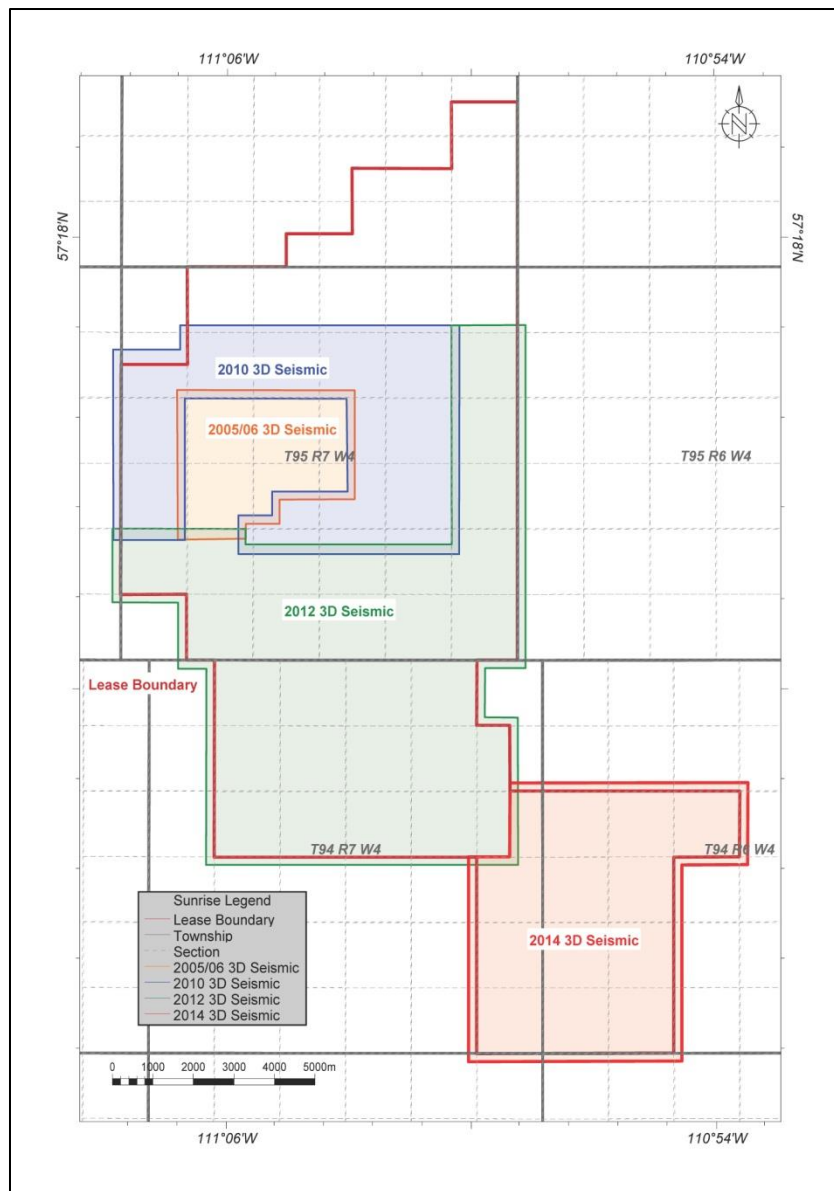 111°06'W 110°54'W
N
57°18'N 57°18'N
2010 3D Seismic
2005/06 3D Seismic
T95 R7 W4 T95 R6 W4
2012 3D Seismic
Lease Boundary
T94 R7 W4 T94 R6 W4
2014 3D Seismic
Sunrise Legend
Lease Boundary
Township
Section
2005/06 3D Seismic
2010 3D Seismic
2012 3D Seismic
2014 3D Seismic
0 1000 2000 3000 4000 5000m
111°06'W 110°54'W